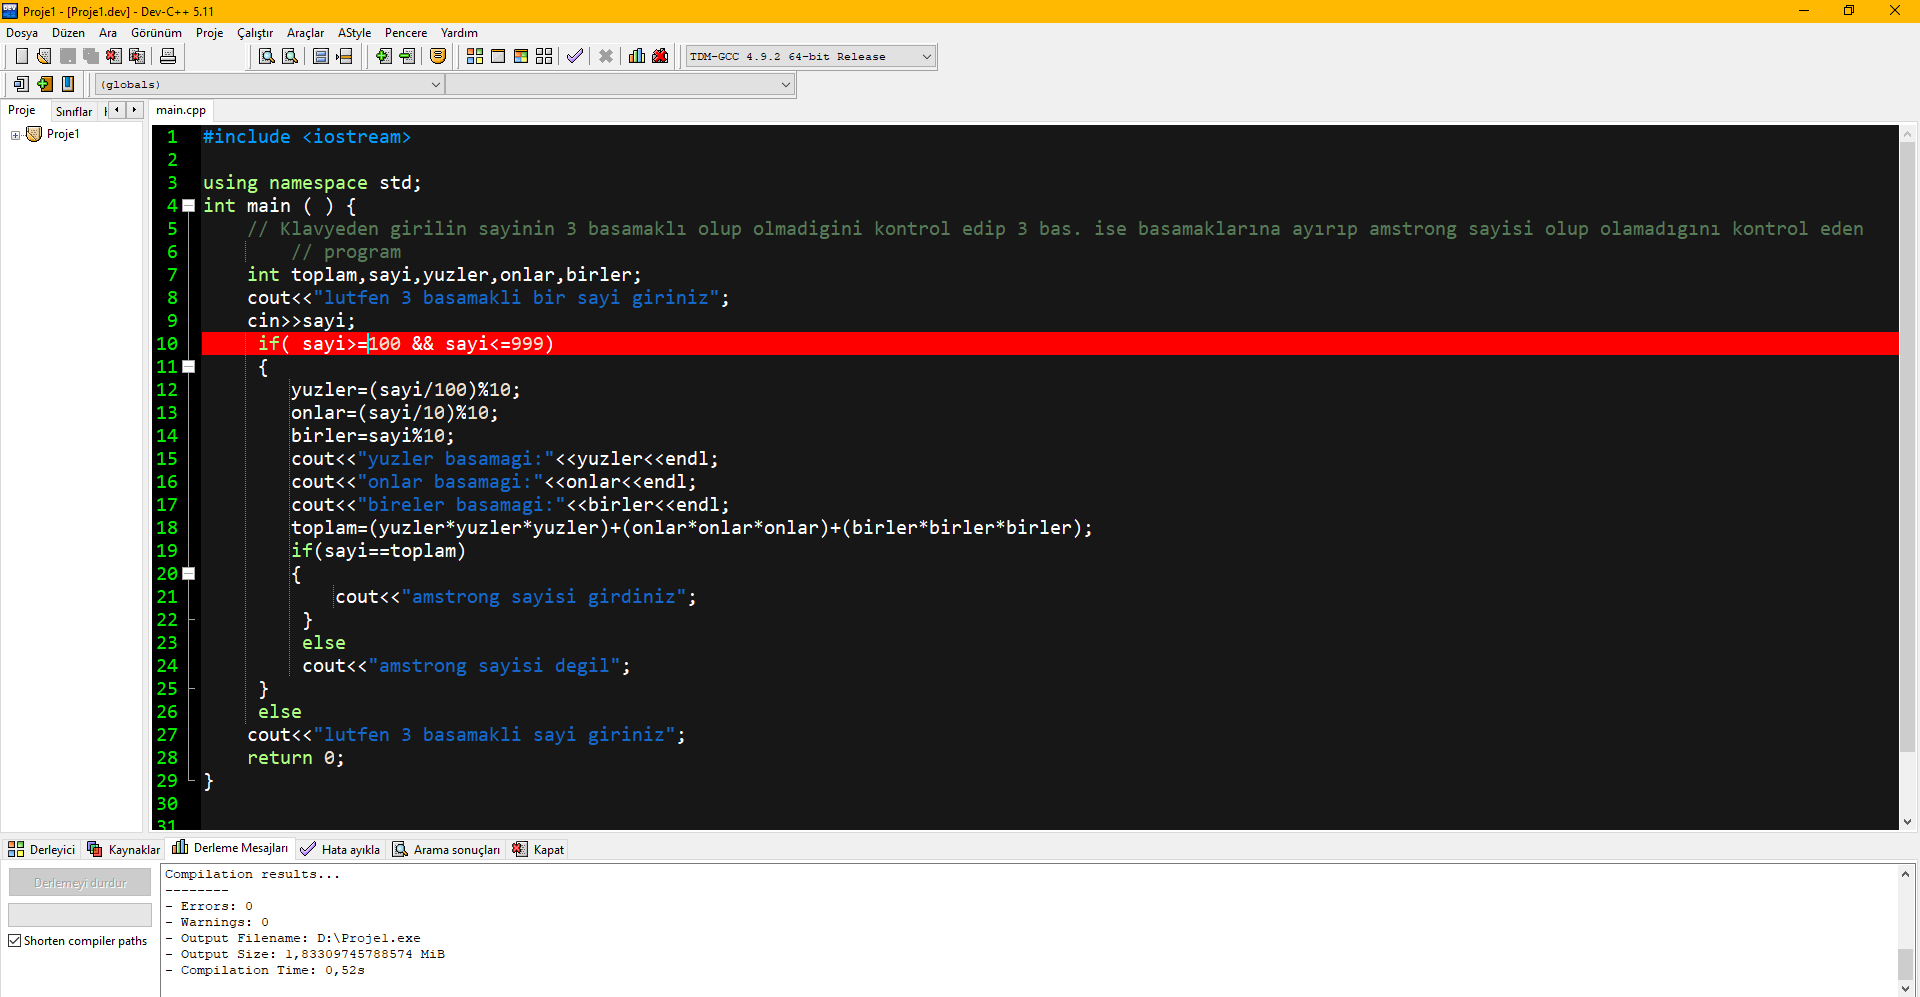 Proje1 - [Proje1.dev] - Dev-C++ 5.11
Dosya Düzen Ara Görünüm Proje Çalıştır Araçlar AStyle Pencere Yardım
TDM-GCC 4.9.2 64-bit Release
(globals)
Proje Sınıflar
main.cpp
Proje1
1 #include <iostream>
2
3 using namespace std;
4 int main ( ) {
5 // Klavyeden girilin sayinin 3 basamaklı olup olmadigini kontrol edip 3 bas. ise basamaklarına ayırıp amstrong sayisi olup olamadıgını kontrol eden
6 // program
7 int toplam,sayi,yuzler,onlar,birler;
8 cout<<"lutfen 3 basamakli bir sayi giriniz";
9 cin>>sayi;
10 if( sayi>=100 && sayi<=999)
11 {
12 yuzler=(sayi/100)%10;
13 onlar=(sayi/10)%10;
14 birler=sayi%10;
15 cout<<"yuzler basamagi:"<<yuzler<<endl;
16 cout<<"onlar basamagi:"<<onlar<<endl;
17 cout<<"bireler basamagi:"<<birler<<endl;
18 toplam=(yuzler*yuzler*yuzler)+(onlar*onlar*onlar)+(birler*birler*birler);
19 if(sayi==toplam)
20 {
21 cout<<"amstrong sayisi girdiniz";
22 }
23 else
24 cout<<"amstrong sayisi degil";
25 }
26 else
27 cout<<"lutfen 3 basamakli sayi giriniz";
28 return 0;
29 }
30
31
Derleyici Kaynaklar Derleme Mesajları Hata ayıkla Arama sonuçları Kapat
Derlemeyi durdur
Shorten compiler paths
Compilation results...
--------
- Errors: 0
- Warnings: 0
- Output Filename: D:\Proje1.exe
- Output Size: 1,83309745788574 MiB
- Compilation Time: 0,52s